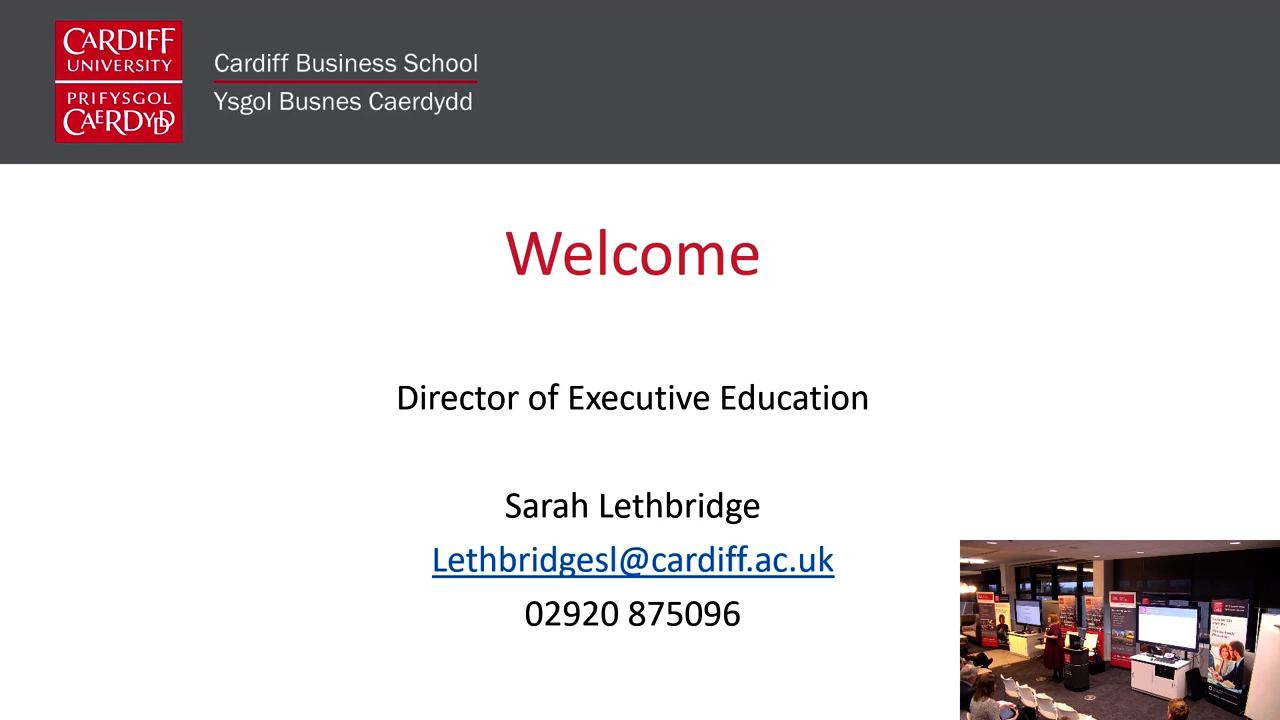 CARDIFF
UNIVERSITY
PRIFYSGOL
CAERDYDD
Cardiff Business School
Ysgol Busnes Caerdydd
Welcome
Director of Executive Education
Sarah Lethbridge
Lethbridgesl@cardiff.ac.uk
02920 875096